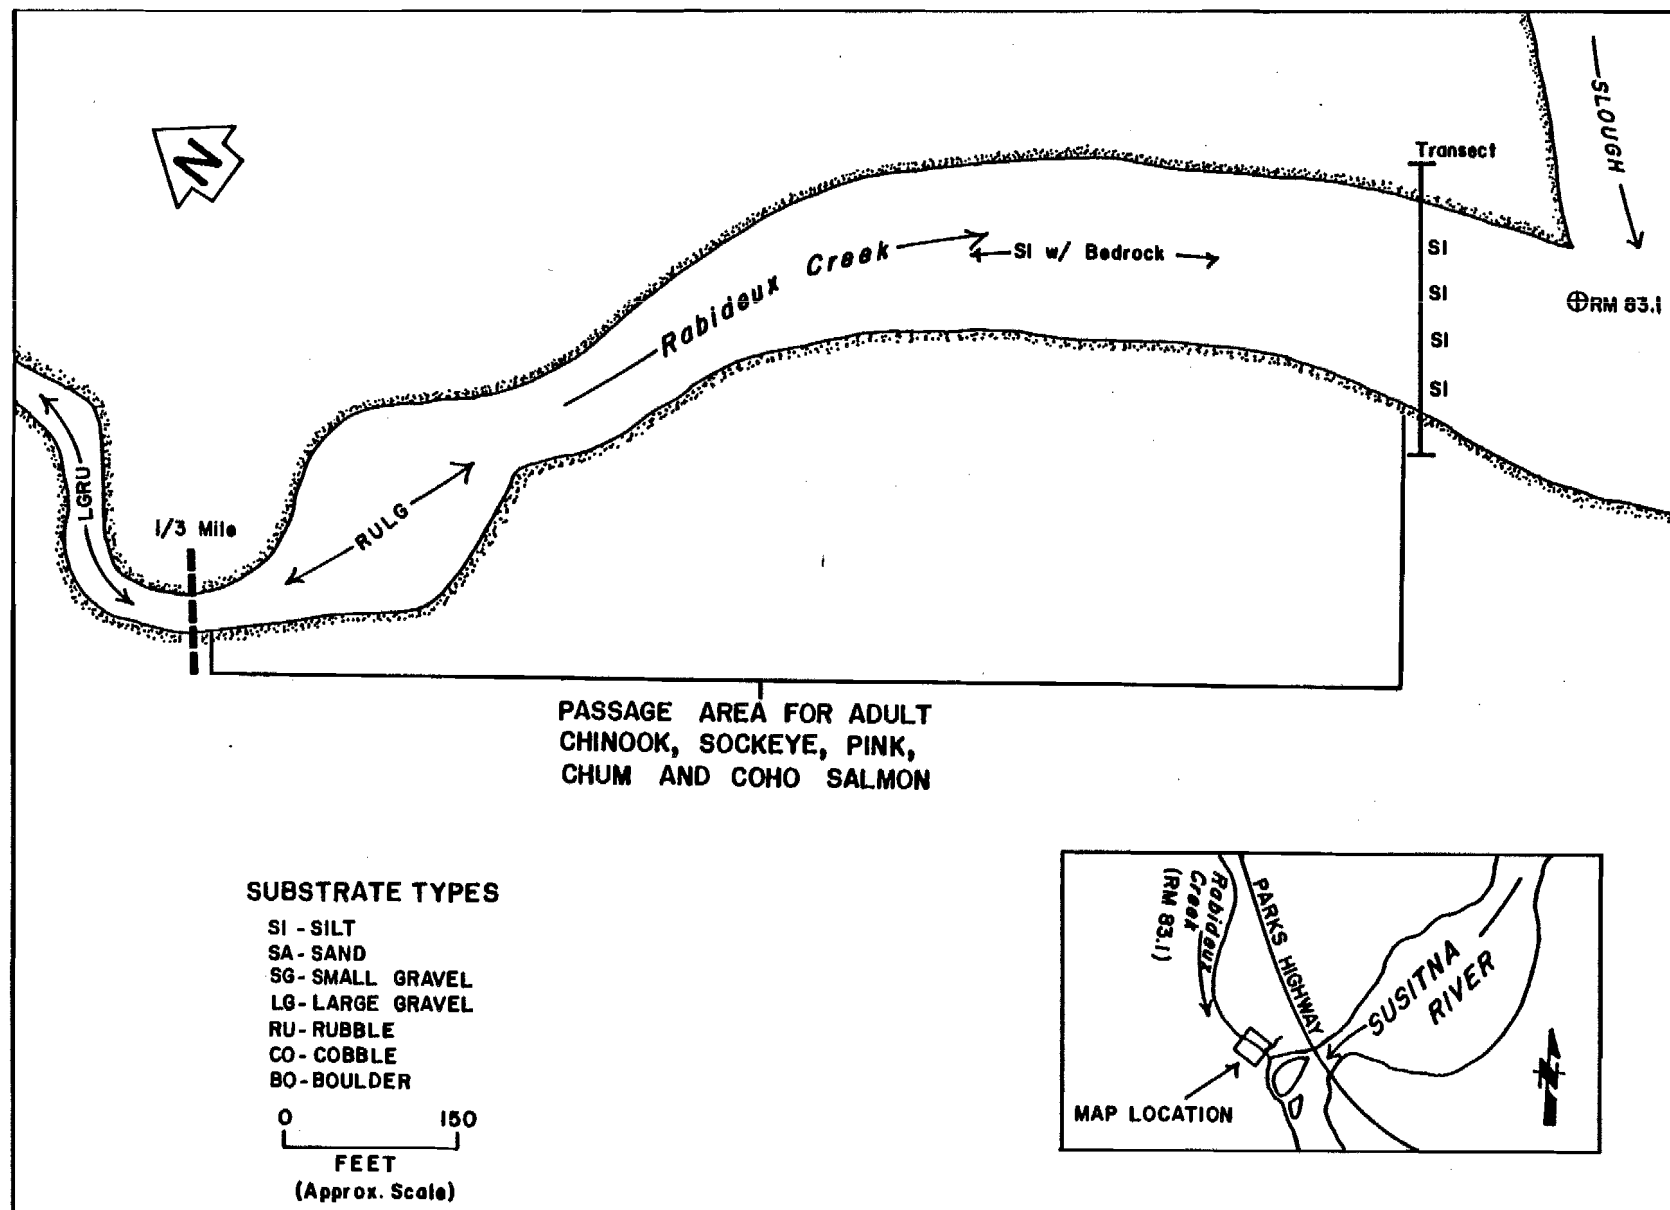 N
SLOUGH
Transect
Rabideux Creek
SI w/ Bedrock
SI
SI
SI
SI
RM 83.1
LGRU
1/3 Mile
RULG
PASSAGE AREA FOR ADULT
CHINOOK, SOCKEYE, PINK,
CHUM AND COHO SALMON
SUBSTRATE TYPES
SI - SILT
SA - SAND
SG - SMALL GRAVEL
LG - LARGE GRAVEL
RU - RUBBLE
CO - COBBLE
BO - BOULDER
0 150
FEET
(Approx. Scale)
Rabideux
Creek
(RM 83.1)
PARKS HIGHWAY
SUSITNA
RIVER
MAP LOCATION
N